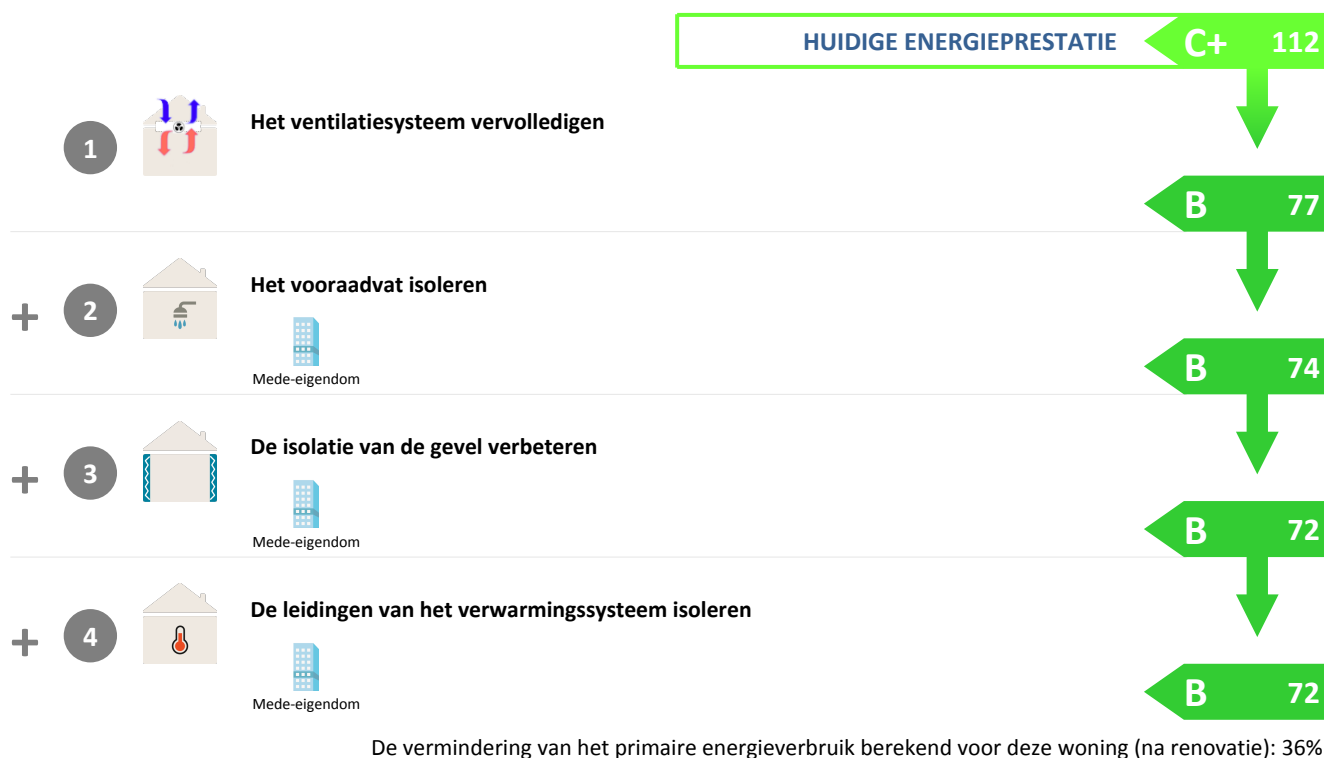 HUIDIGE ENERGIEPRESTATIE C+ 112
1 Het ventilatiesysteem vervolledigen
B 77
+ 2 Het vooraadvat isoleren
Mede-eigendom
B 74
+ 3 De isolatie van de gevel verbeteren
Mede-eigendom
B 72
+ 4 De leidingen van het verwarmingssysteem isoleren
Mede-eigendom
B 72
De vermindering van het primaire energieverbruik berekend voor deze woning (na renovatie): 36%